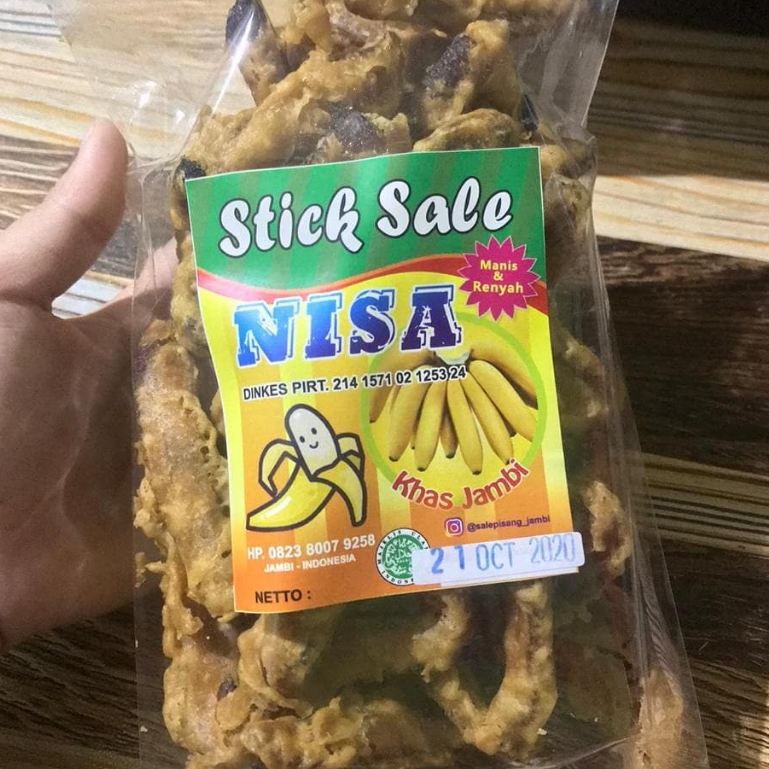 Stick Sale
Manis
&
Renyah
NISA
DINKES PIRT. 214 1571 02 1253 24
Khas Jambi
@salepisang_jambi
HP. 0823 8007 9258
JAMBI - INDONESIA
21 OCT 2020
NETTO :